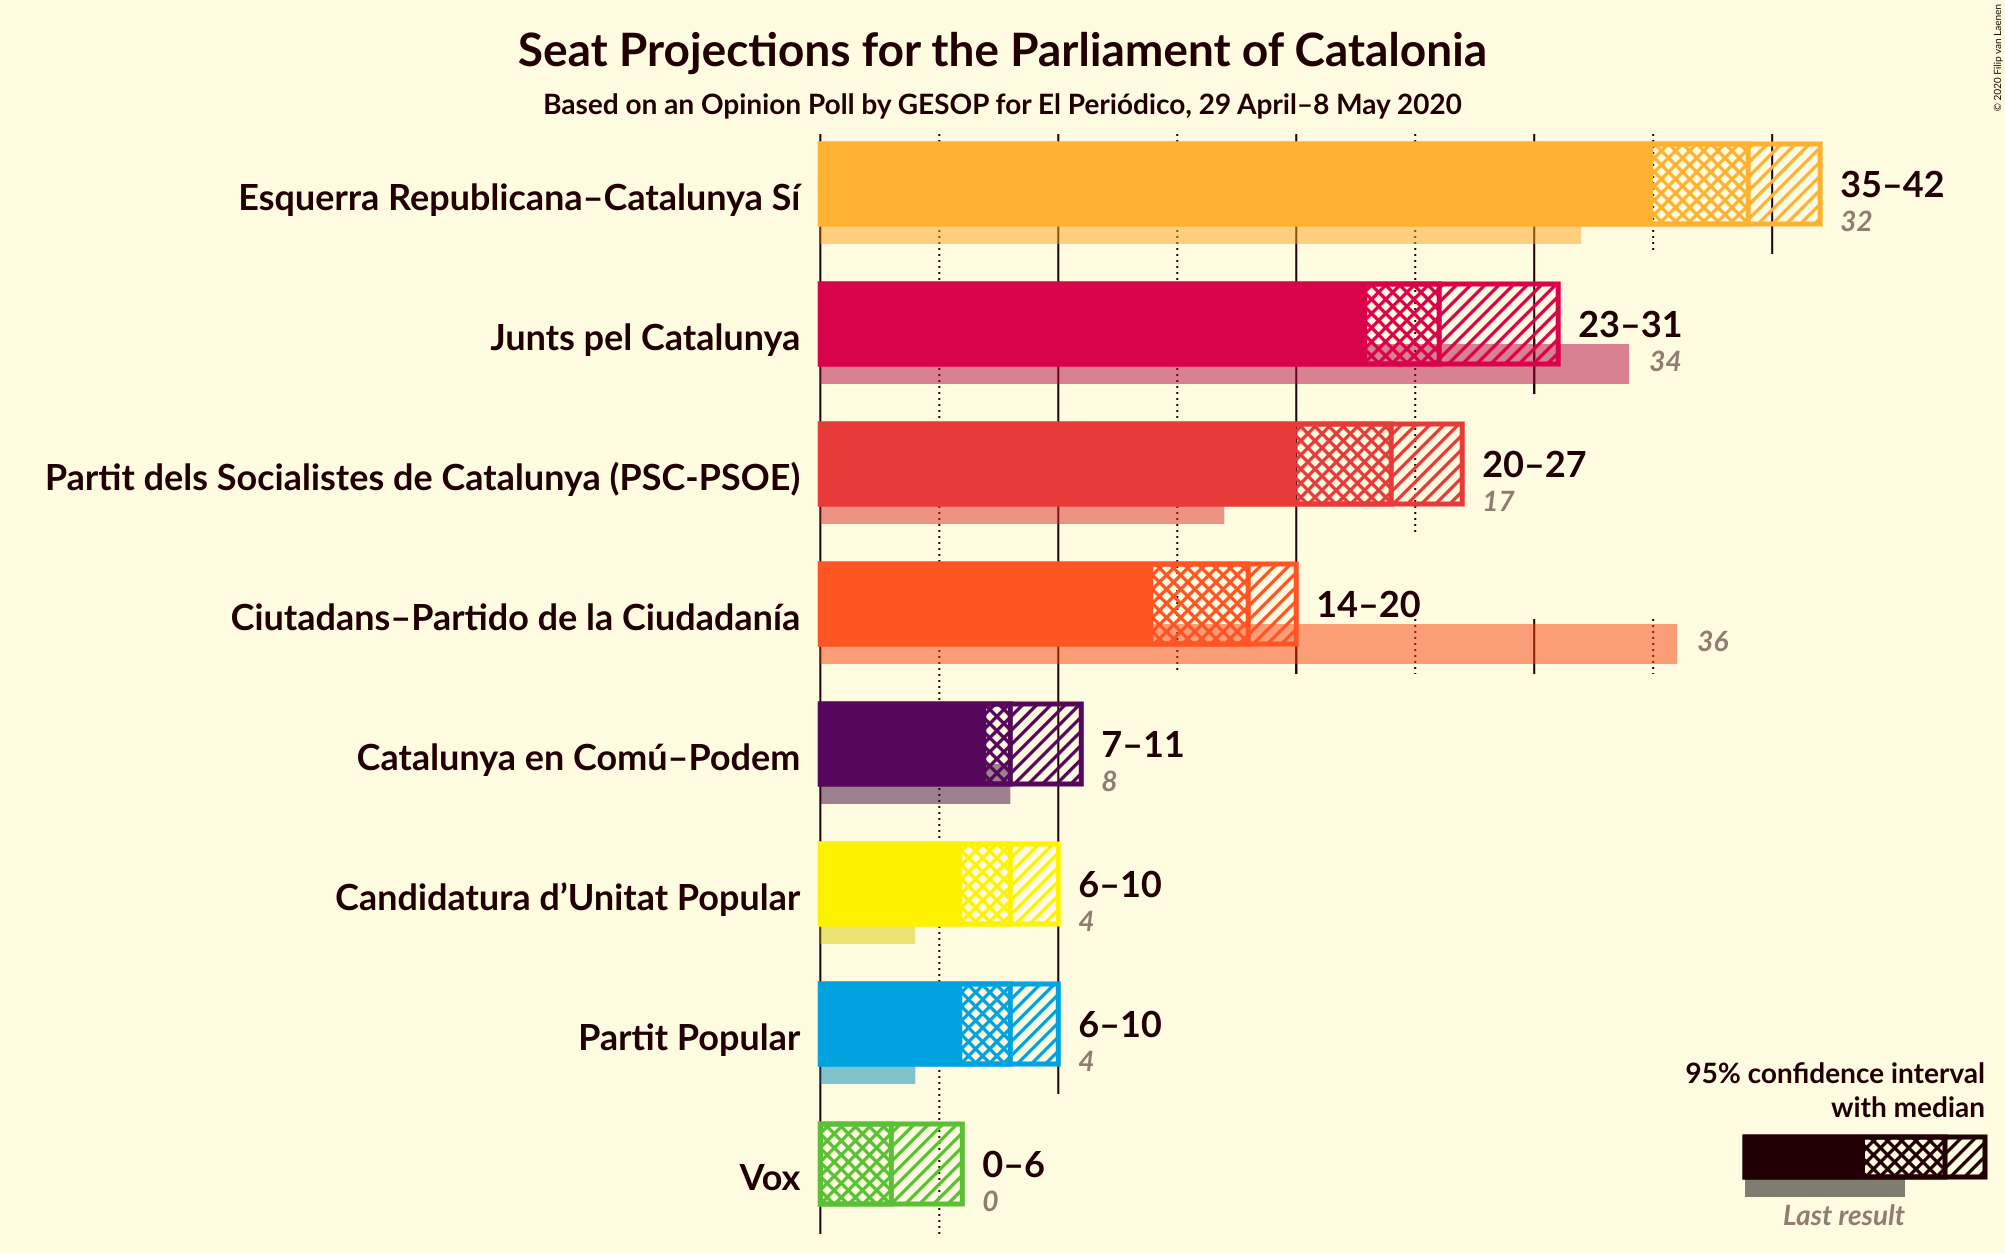 Seat Projections for the Parliament of Catalonia
Based on an Opinion Poll by GESOP for El Periódico, 29 April–8 May 2020
© 2020 Filip van Laenen
Esquerra Republicana–Catalunya Sí
35–42
32
Junts pel Catalunya
23–31
34
Partit dels Socialistes de Catalunya (PSC-PSOE)
20–27
17
Ciutadans–Partido de la Ciudadanía
14–20
36
Catalunya en Comú–Podem
7–11
8
Candidatura d’Unitat Popular
6–10
4
Partit Popular
6–10
4
Vox
0–6
0
95% confidence interval
with median
Last result